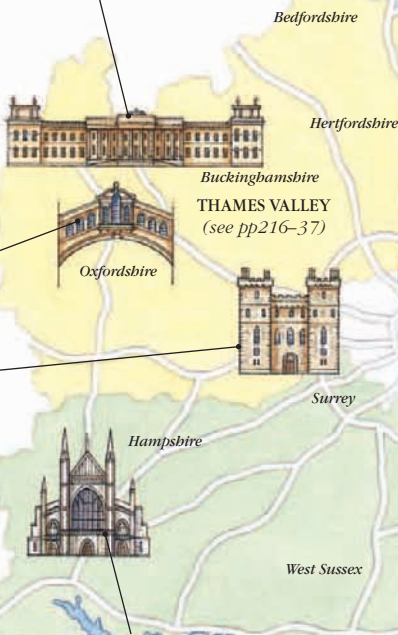 Bedfordshire
Hertfordshire
Buckinghamshire
THAMES VALLEY
(see pp216–37)
Oxfordshire
Surrey
Hampshire
West Sussex